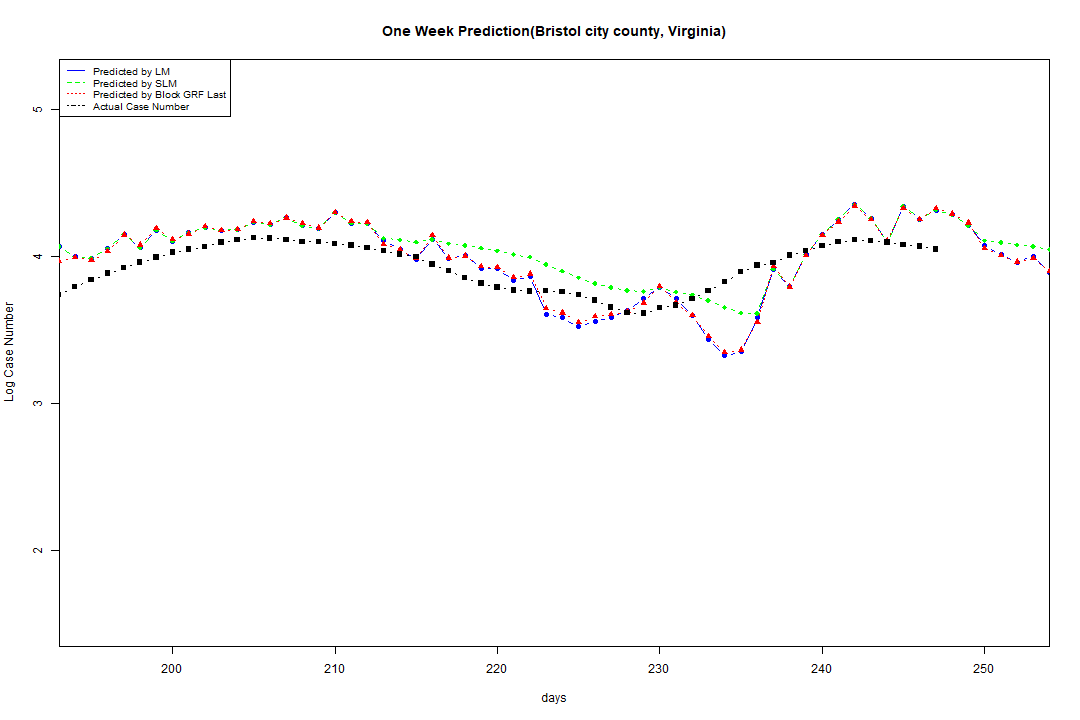 One Week Prediction(Bristol city county, Virginia)
Predicted by LM
Predicted by SLM
Predicted by Block GRF Last
Actual Case Number
5
4
3
2
Log Case Number
200 210 220 230 240 250
days